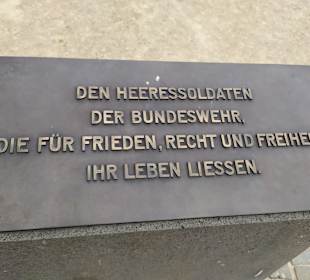 DEN HEERESSOLDATEN
DER BUNDESWEHR,
DIE FÜR FRIEDEN, RECHT UND FREIHE
IHR LEBEN LIESSEN.